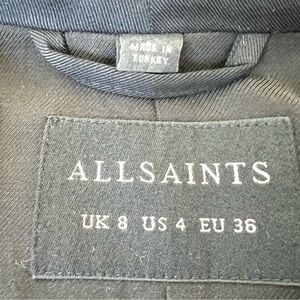 MADE IN
TURKEY
ALLSAINTS
UK 8 US 4 EU 36